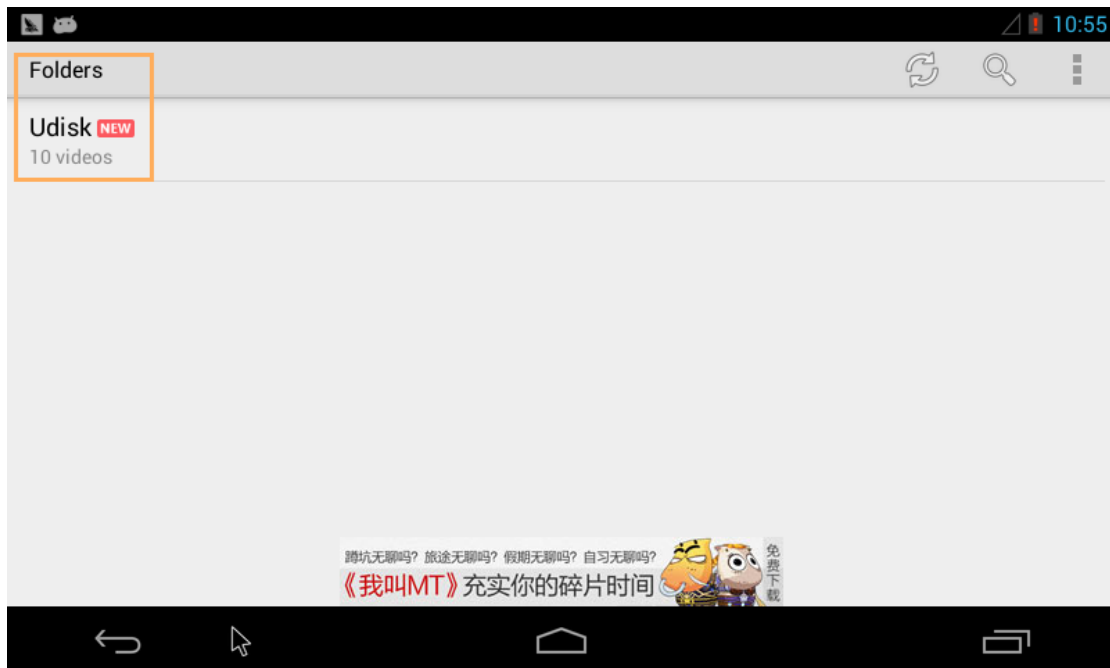 10:55
Folders
Udisk NEW
10 videos
蹲坑无聊吗? 旅途无聊吗? 假期无聊吗? 自习无聊吗?
《我叫MT》充实你的碎片时间
免费下载